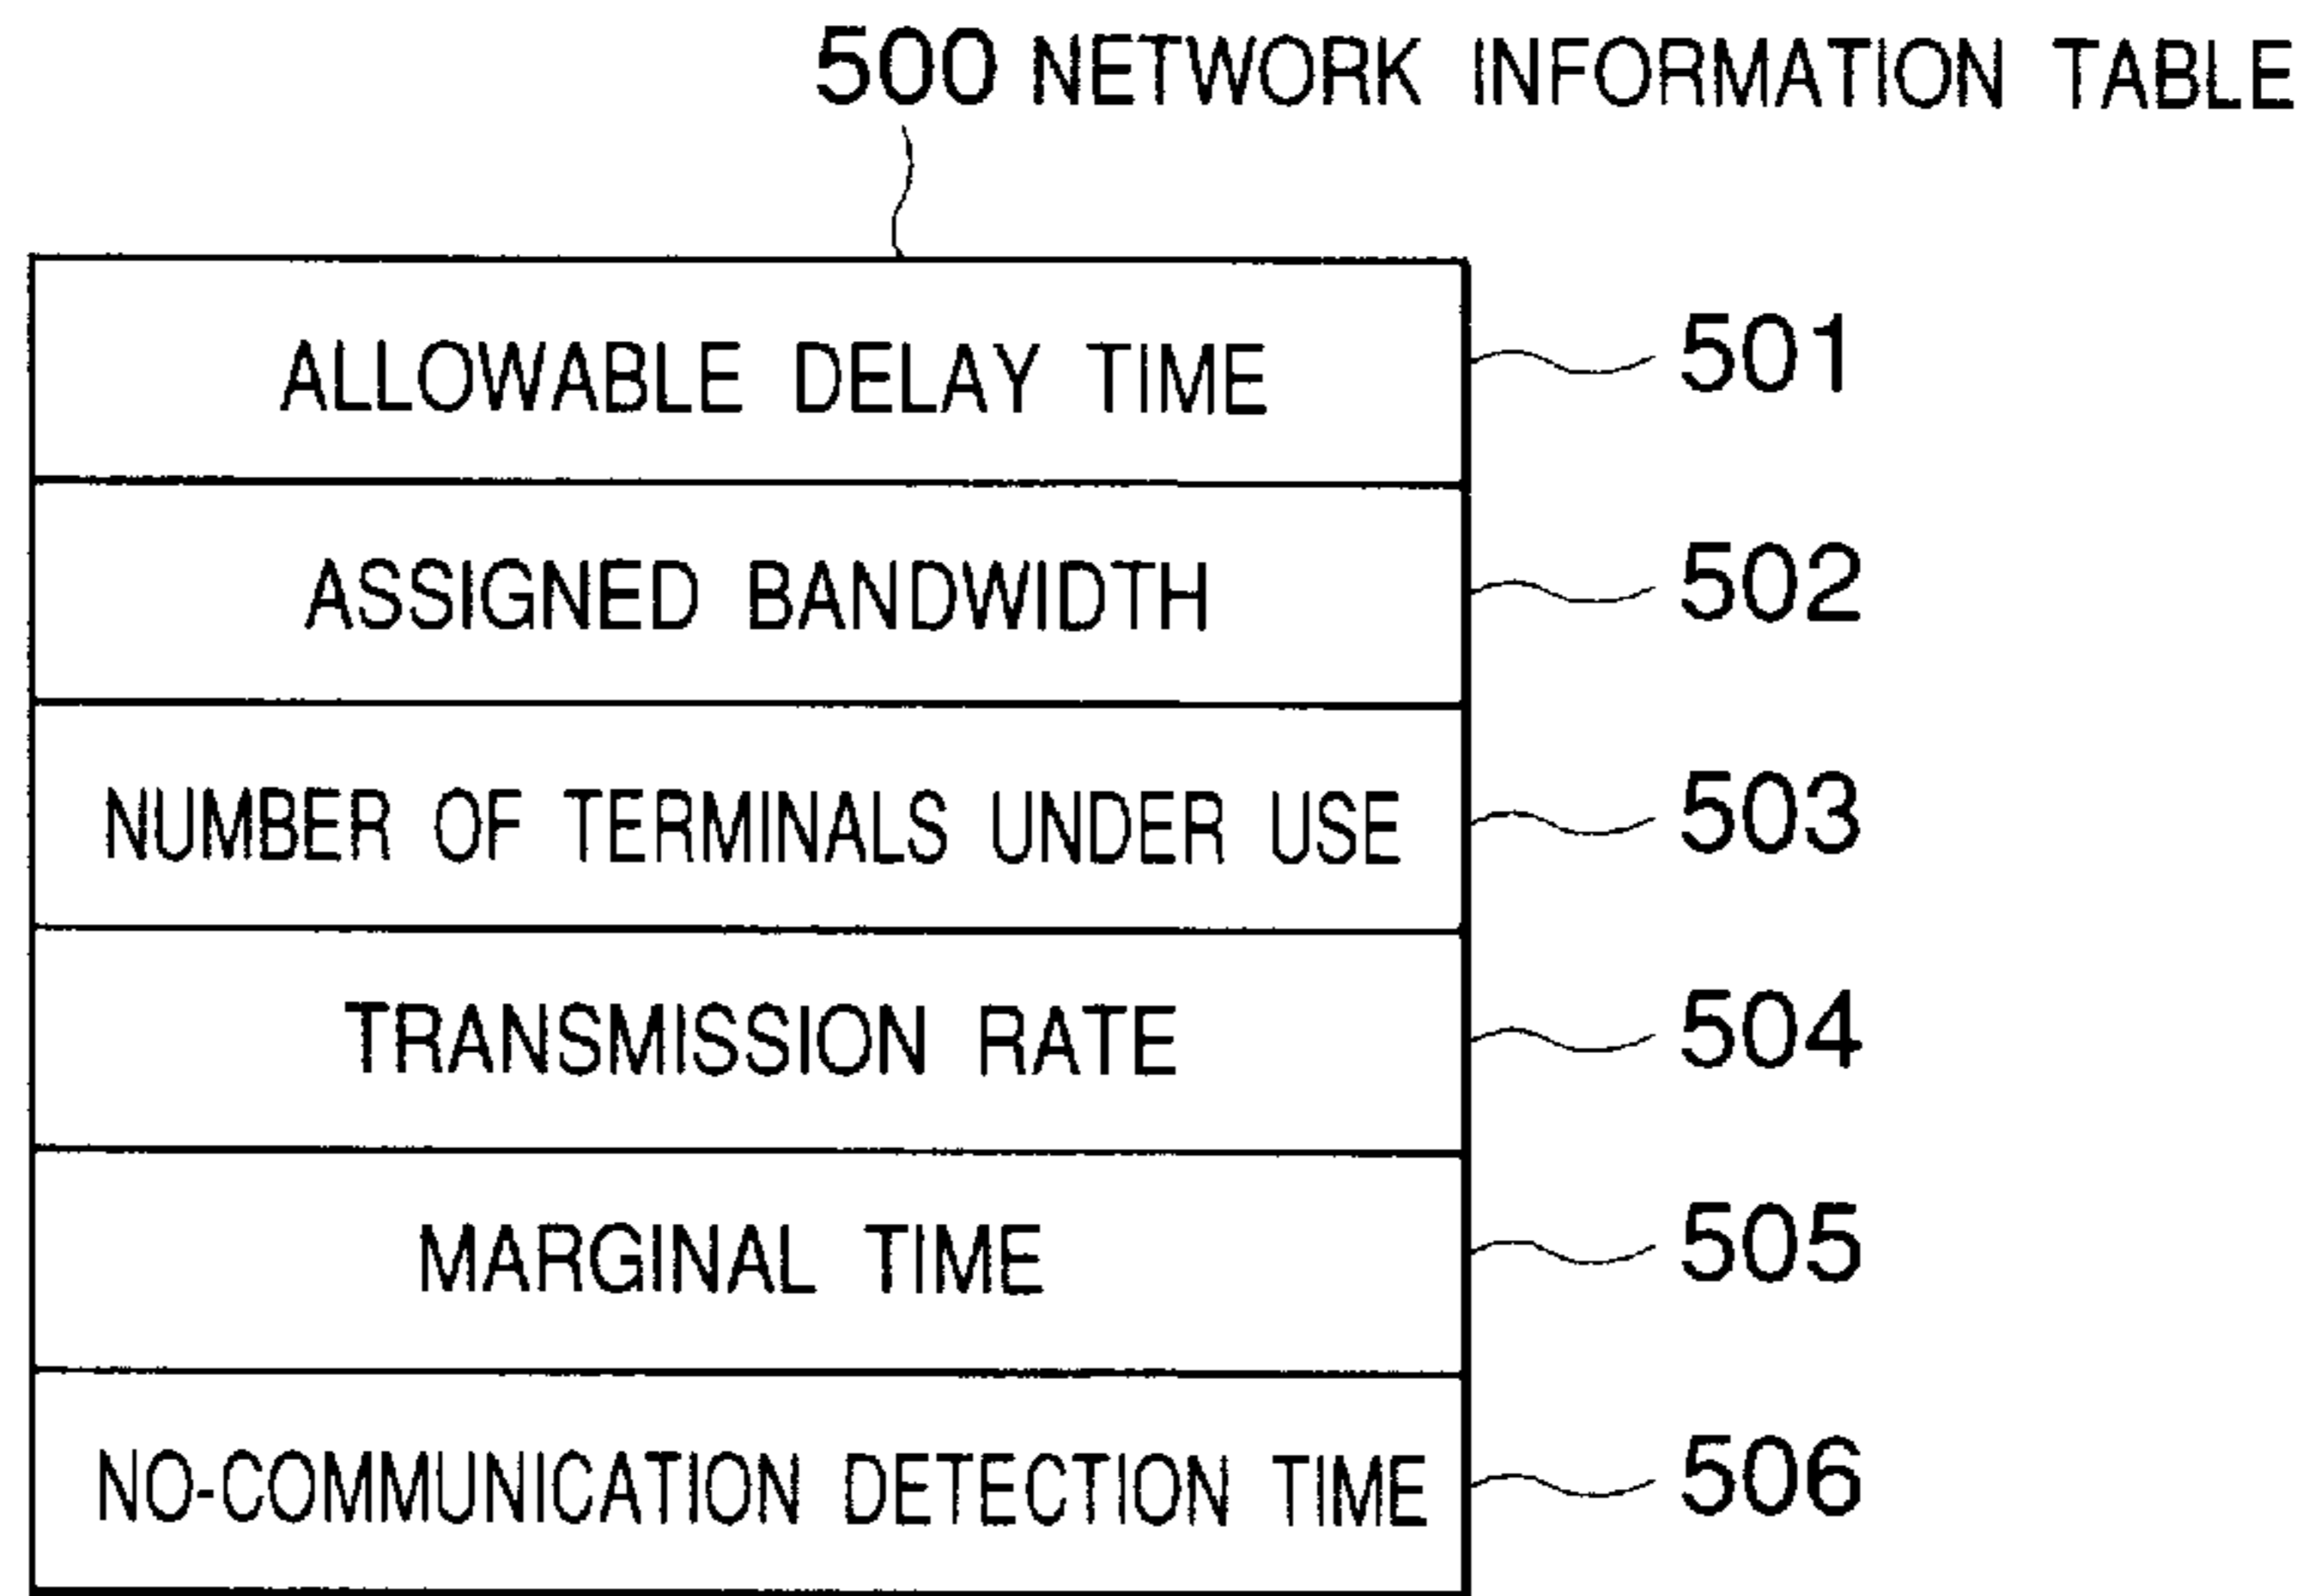 500 NETWORK INFORMATION TABLE
ALLOWABLE DELAY TIME 501
ASSIGNED BANDWIDTH 502
NUMBER OF TERMINALS UNDER USE 503
TRANSMISSION RATE 504
MARGINAL TIME 505
NO-COMMUNICATION DETECTION TIME 506